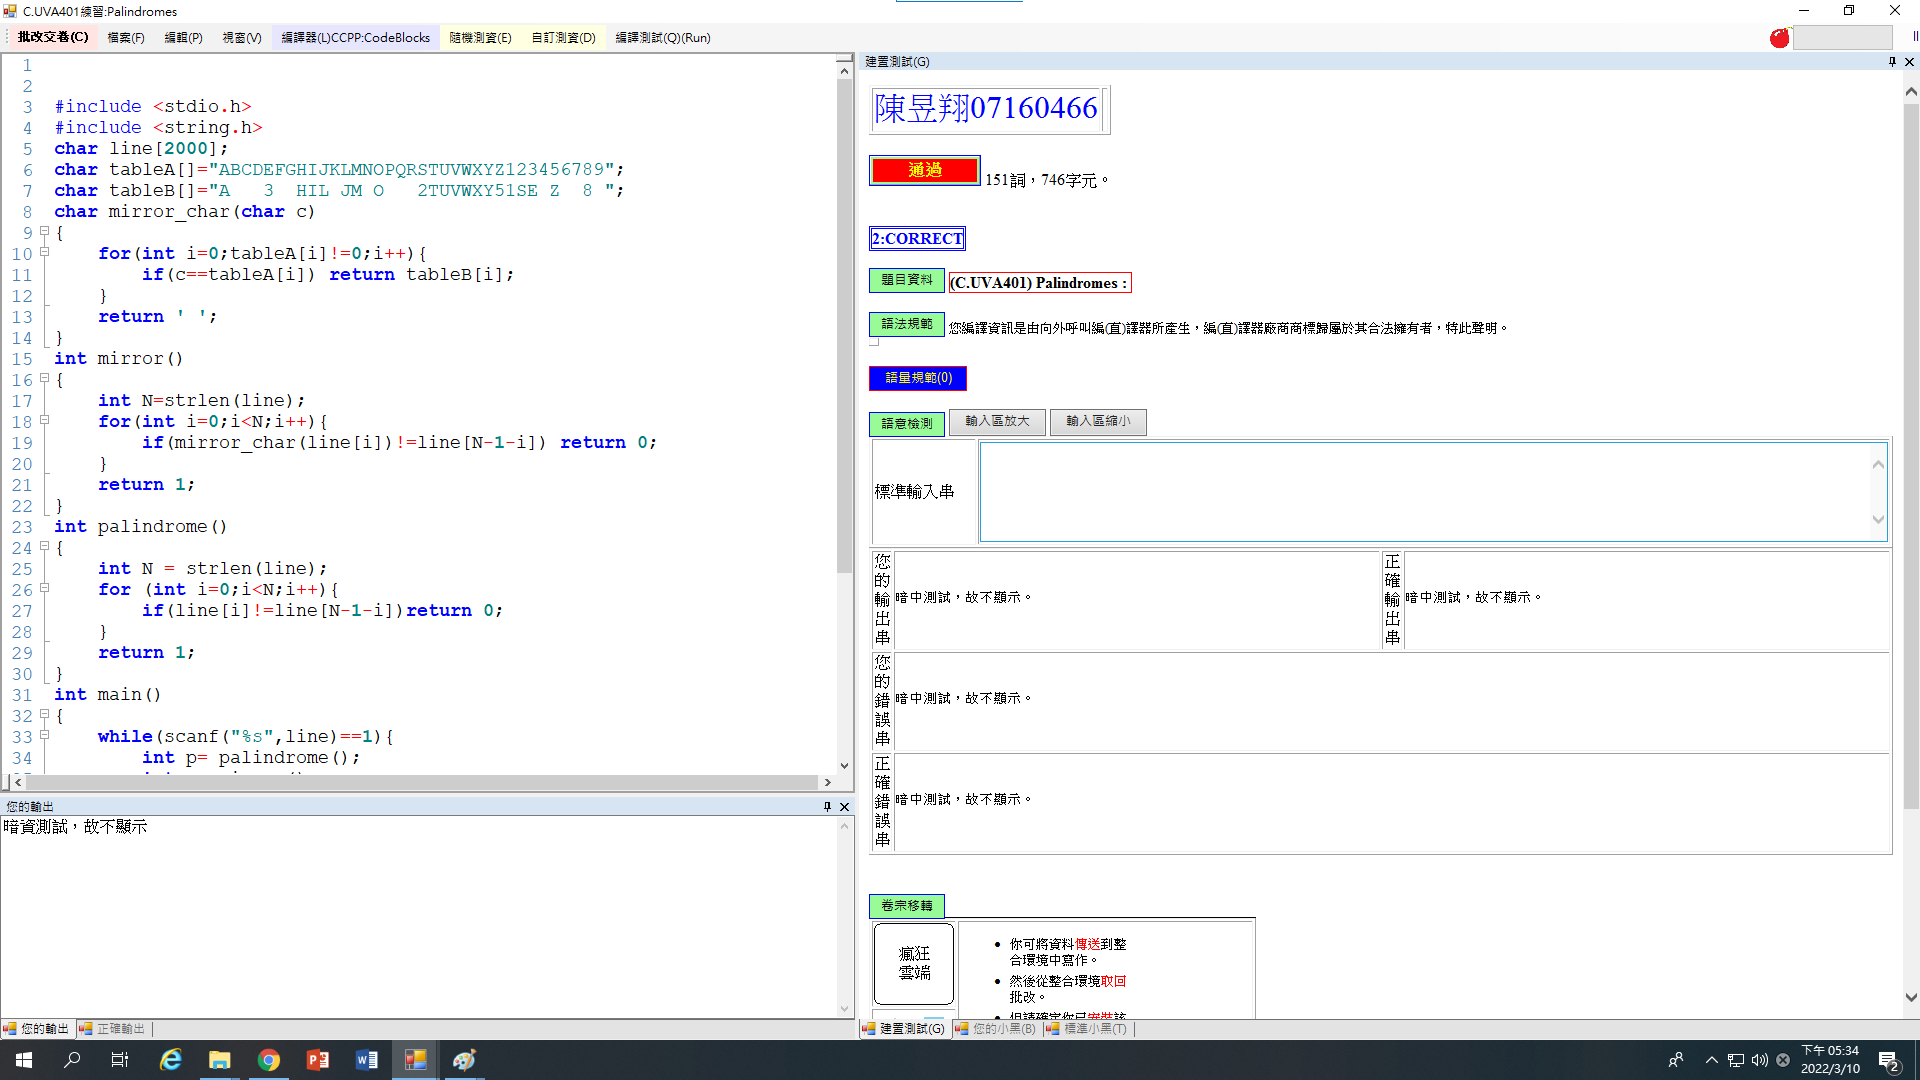 C.UVA401練習:Palindromes
批改交卷(C) 檔案(F) 編輯(P) 視窗(V) 編譯器(L)CCPP:CodeBlocks 隨機測資(E) 自訂測資(D) 編譯測試(Q)(Run)
1
2
3 #include <stdio.h>
4 #include <string.h>
5 char line[2000];
6 char tableA[]="ABCDEFGHIJKLMNOPQRSTUVWXYZ123456789";
7 char tableB[]="A   3  HIL JM O   2TUVWXY51SE Z  8 ";
8 char mirror_char(char c)
9 {
10     for(int i=0;tableA[i]!=0;i++){
11         if(c==tableA[i]) return tableB[i];
12     }
13     return ' ';
14 }
15 int mirror()
16 {
17     int N=strlen(line);
18     for(int i=0;i<N;i++){
19         if(mirror_char(line[i])!=line[N-1-i]) return 0;
20     }
21     return 1;
22 }
23 int palindrome()
24 {
25     int N = strlen(line);
26     for (int i=0;i<N;i++){
27         if(line[i]!=line[N-1-i])return 0;
28     }
29     return 1;
30 }
31 int main()
32 {
33     while(scanf("%s",line)==1){
34         int p= palindrome();
您的輸出
暗資測試，故不顯示
您的輸出 正確輸出
建置測試(G)
陳昱翔07160466
通過 151詞，746字元。
2:CORRECT
題目資料 (C.UVA401) Palindromes :
語法規範 您編譯資訊是由向外呼叫編(直)譯器所產生，編(直)譯器廠商商標歸屬於其合法擁有者，特此聲明。
語量規範(0)
語意檢測 輸入區放大 輸入區縮小
標準輸入串
您的輸出串 暗中測試，故不顯示。 正確輸出串 暗中測試，故不顯示。
您的錯誤串 暗中測試，故不顯示。
正確錯誤串 暗中測試，故不顯示。
卷宗移轉
瘋狂
雲端
你可將資料傳送到整
合環境中寫作。
然後從整合環境取回
批改。
建置測試(G) 您的小黑(B) 標準小黑(T)
下午 05:34
2022/3/10
2